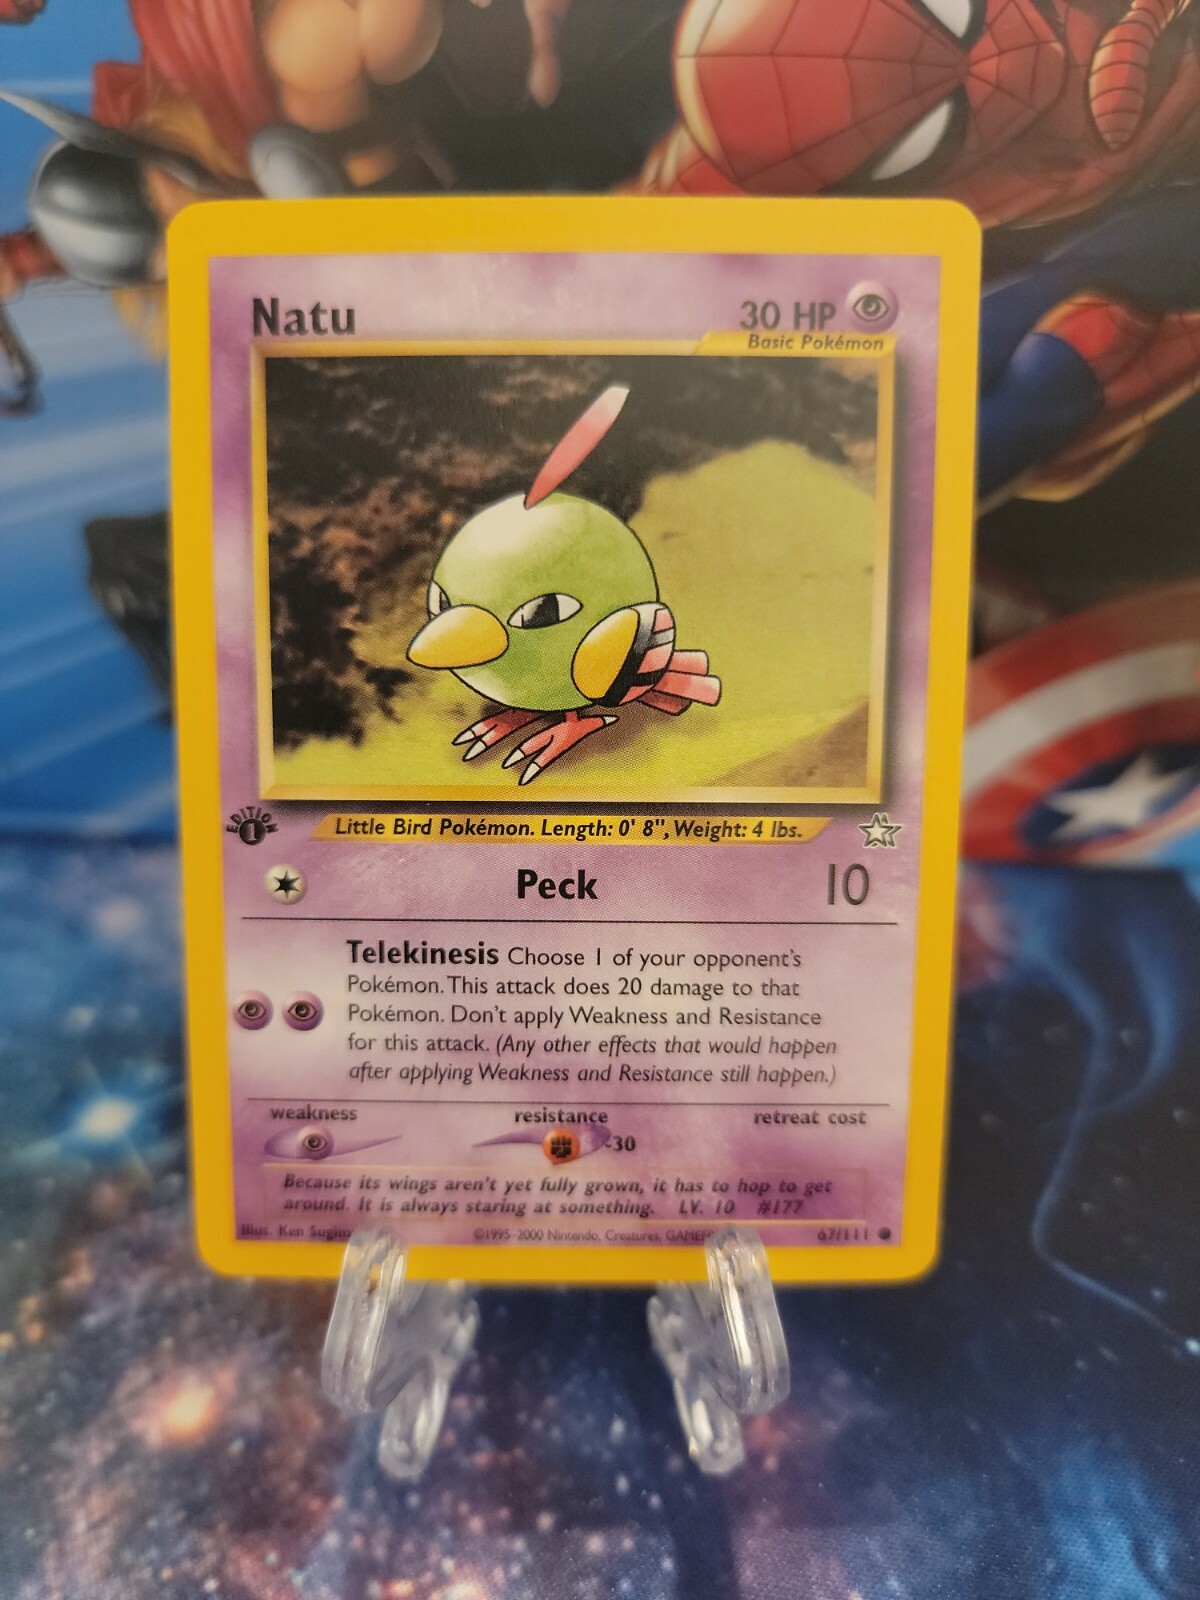 Natu
30 HP
Basic Pokémon
EDITION
1
Little Bird Pokémon. Length: 0' 8", Weight: 4 lbs.
Peck 10
Telekinesis Choose 1 of your opponent's
Pokémon. This attack does 20 damage to that
Pokémon. Don't apply Weakness and Resistance
for this attack. (Any other effects that would happen
after applying Weakness and Resistance still happen.)
weakness resistance retreat cost
-30
Because its wings aren't yet fully grown, it has to hop to get
around. It is always staring at something. LV. 10 #177
Illus. Ken ©1995-2000 Nintendo, Creatures, 67/111